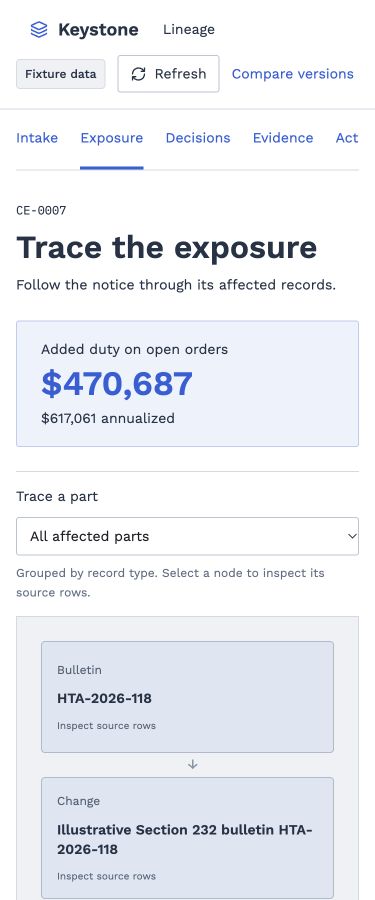 Keystone Lineage
Fixture data Refresh Compare versions
Intake Exposure Decisions Evidence Act
CE-0007
Trace the exposure
Follow the notice through its affected records.
Added duty on open orders
$470,687
$617,061 annualized
Trace a part
All affected parts
Grouped by record type. Select a node to inspect its
source rows.
Bulletin
HTA-2026-118
Inspect source rows
Change
Illustrative Section 232 bulletin HTA-
2026-118
Inspect source rows